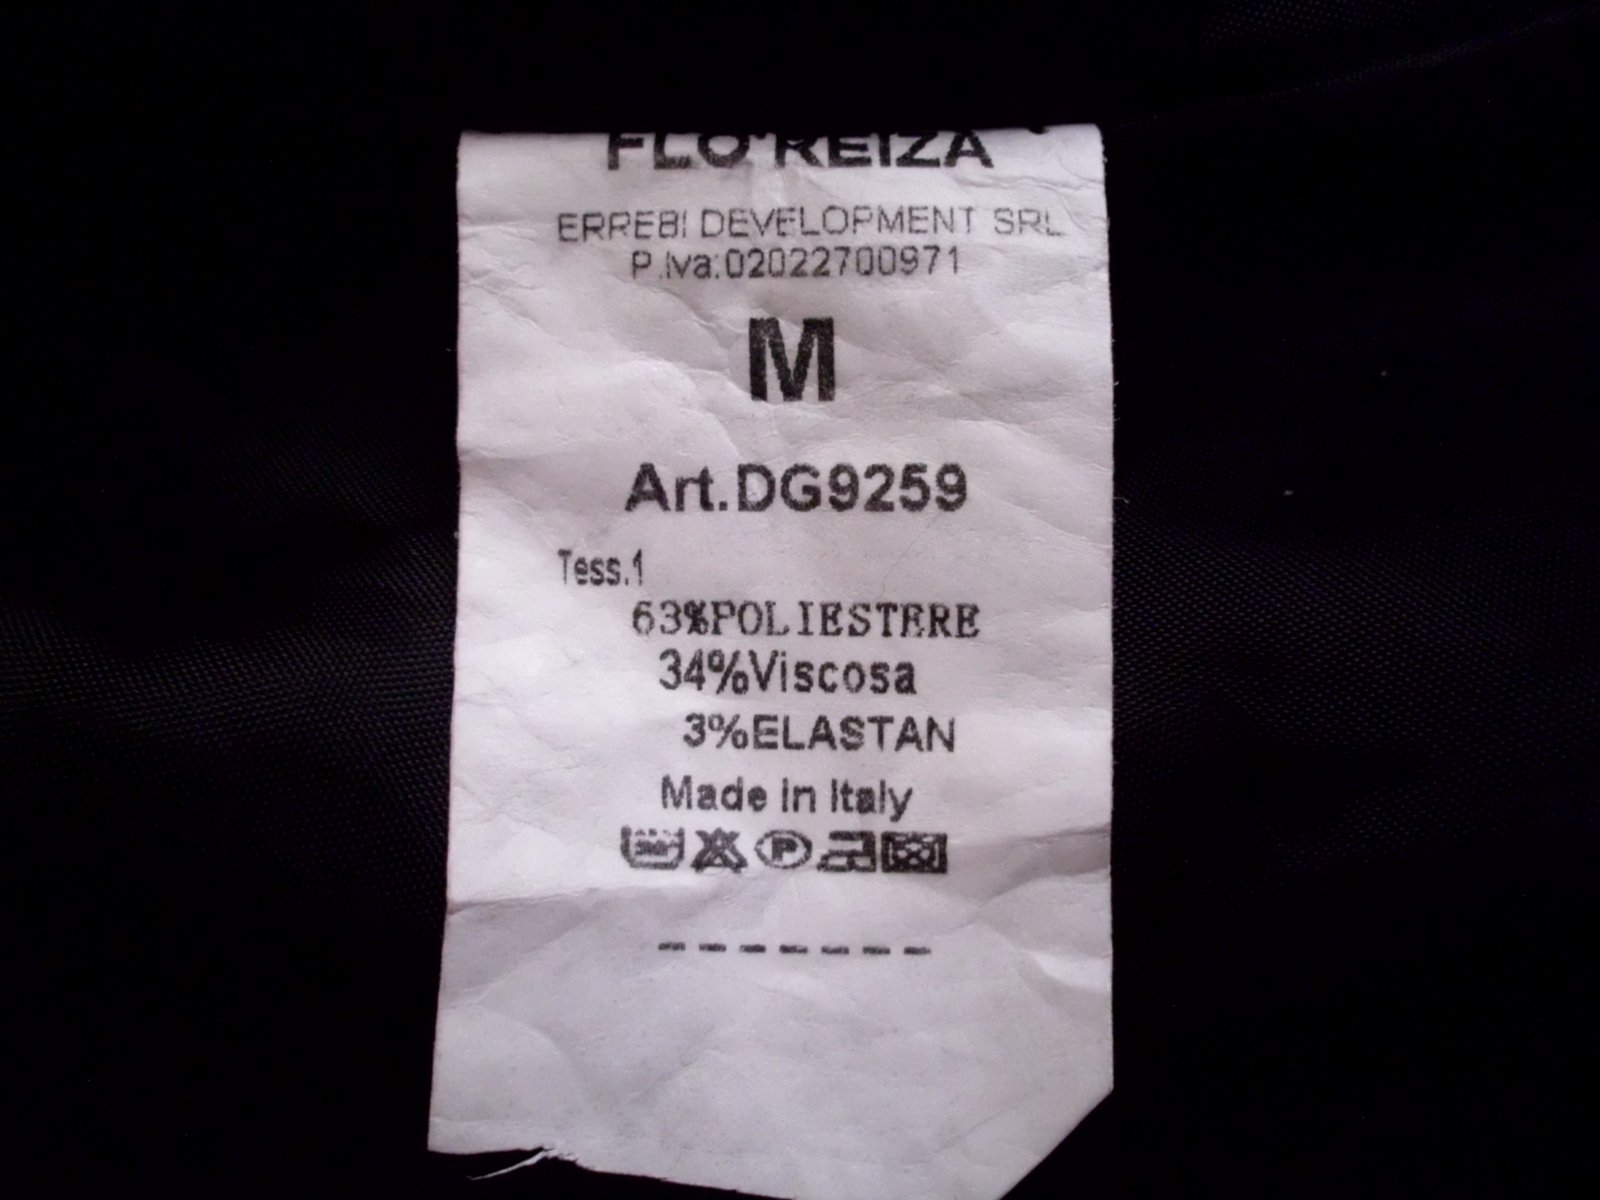 FLO'REIZA
ERREBI DEVELOPMENT SRL
P.Iva:02022700971
M
Art.DG9259
Tess.1
63%POLIESTERE
34%Viscosa
3%ELASTAN
Made in Italy
P
-------